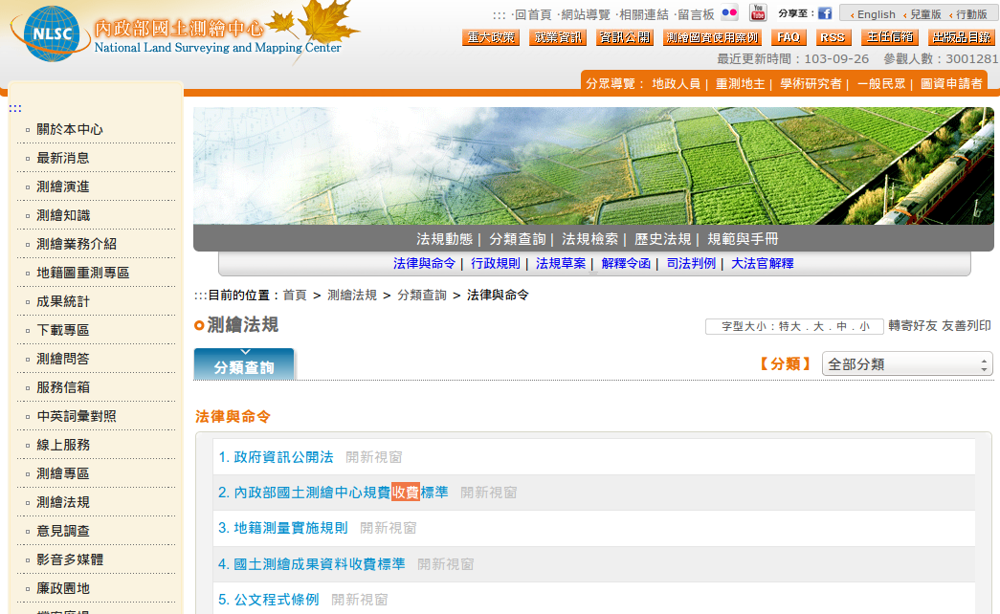 NLSC 內政部國土測繪中心
National Land Surveying and Mapping Center
::: ·回首頁 ·網站導覽 ·相關連結 ·留言板 You Tube 分享至： f ‹ English ‹ 兒童版 ‹ 行動版
重大政策 就業資訊 資訊公開 測繪圖資使用案例 FAQ RSS 主任信箱 出版品目錄
最近更新時間：103-09-26 參觀人數：3001281
分眾導覽： 地政人員 | 重測地主 | 學術研究者 | 一般民眾 | 圖資申請者
:::
關於本中心
最新消息
測繪演進
測繪知識
測繪業務介紹
地籍圖重測專區
成果統計
下載專區
測繪問答
服務信箱
中英詞彙對照
線上服務
測繪專區
測繪法規
意見調查
影音多媒體
廉政園地
法規動態 | 分類查詢 | 法規檢索 | 歷史法規 | 規範與手冊
法律與命令 | 行政規則 | 法規草案 | 解釋令函 | 司法判例 | 大法官解釋
:::目前的位置：首頁 > 測繪法規 > 分類查詢 > 法律與命令
測繪法規
字型大小：特大．大．中．小 轉寄好友 友善列印
分類查詢
【分類】 全部分類
法律與命令
1. 政府資訊公開法 開新視窗
2. 內政部國土測繪中心規費收費標準 開新視窗
3. 地籍測量實施規則 開新視窗
4. 國土測繪成果資料收費標準 開新視窗
5. 公文程式條例 開新視窗